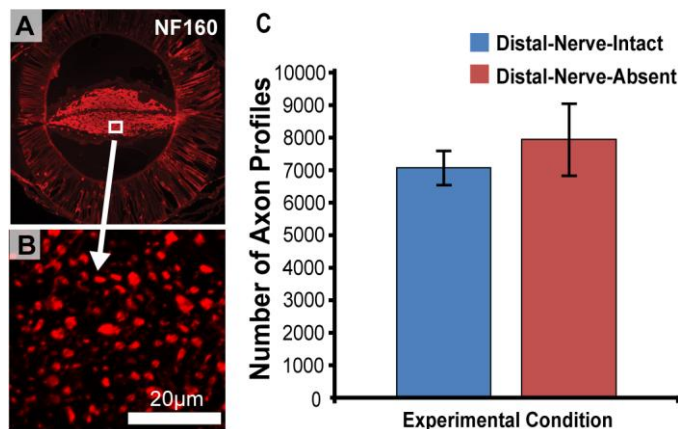 A
NF160
B
20µm
C
Distal-Nerve-Intact
Distal-Nerve-Absent
Number of Axon Profiles
10000
9000
8000
7000
6000
5000
4000
3000
2000
1000
0
Experimental Condition